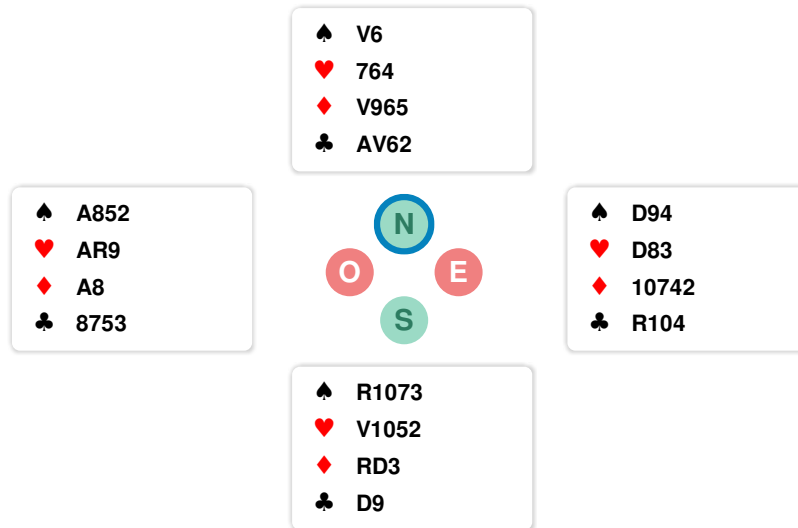 ♠ V6
♥ 764
♦ V965
♣ AV62
♠ A852
♥ AR9
♦ A8
♣ 8753
N
O
E
S
♠ D94
♥ D83
♦ 10742
♣ R104
♠ R1073
♥ V1052
♦ RD3
♣ D9